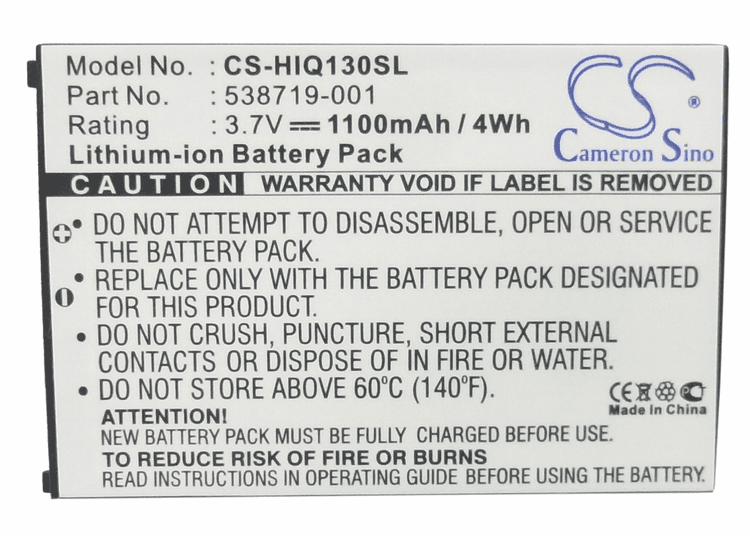 Model No. : CS-HIQ130SL
Part No. : 538719-001
Rating : 3.7V 1100mAh / 4Wh
Lithium-ion Battery Pack
CS
Cameron Sino
CAUTION WARRANTY VOID IF LABEL IS REMOVED
• DO NOT ATTEMPT TO DISASSEMBLE, OPEN OR SERVICE
THE BATTERY PACK.
• REPLACE ONLY WITH THE BATTERY PACK DESIGNATED
FOR THIS PRODUCT.
• DO NOT CRUSH, PUNCTURE, SHORT EXTERNAL
CONTACTS OR DISPOSE OF IN FIRE OR WATER.
• DO NOT STORE ABOVE 60°C (140°F).
CE
Made In China
ATTENTION!
NEW BATTERY PACK MUST BE FULLY CHARGED BEFORE USE.
TO REDUCE RISK OF FIRE OR BURNS
READ INSTRUCTIONS IN OPERATING GUIDE BEFORE USING THE BATTERY.